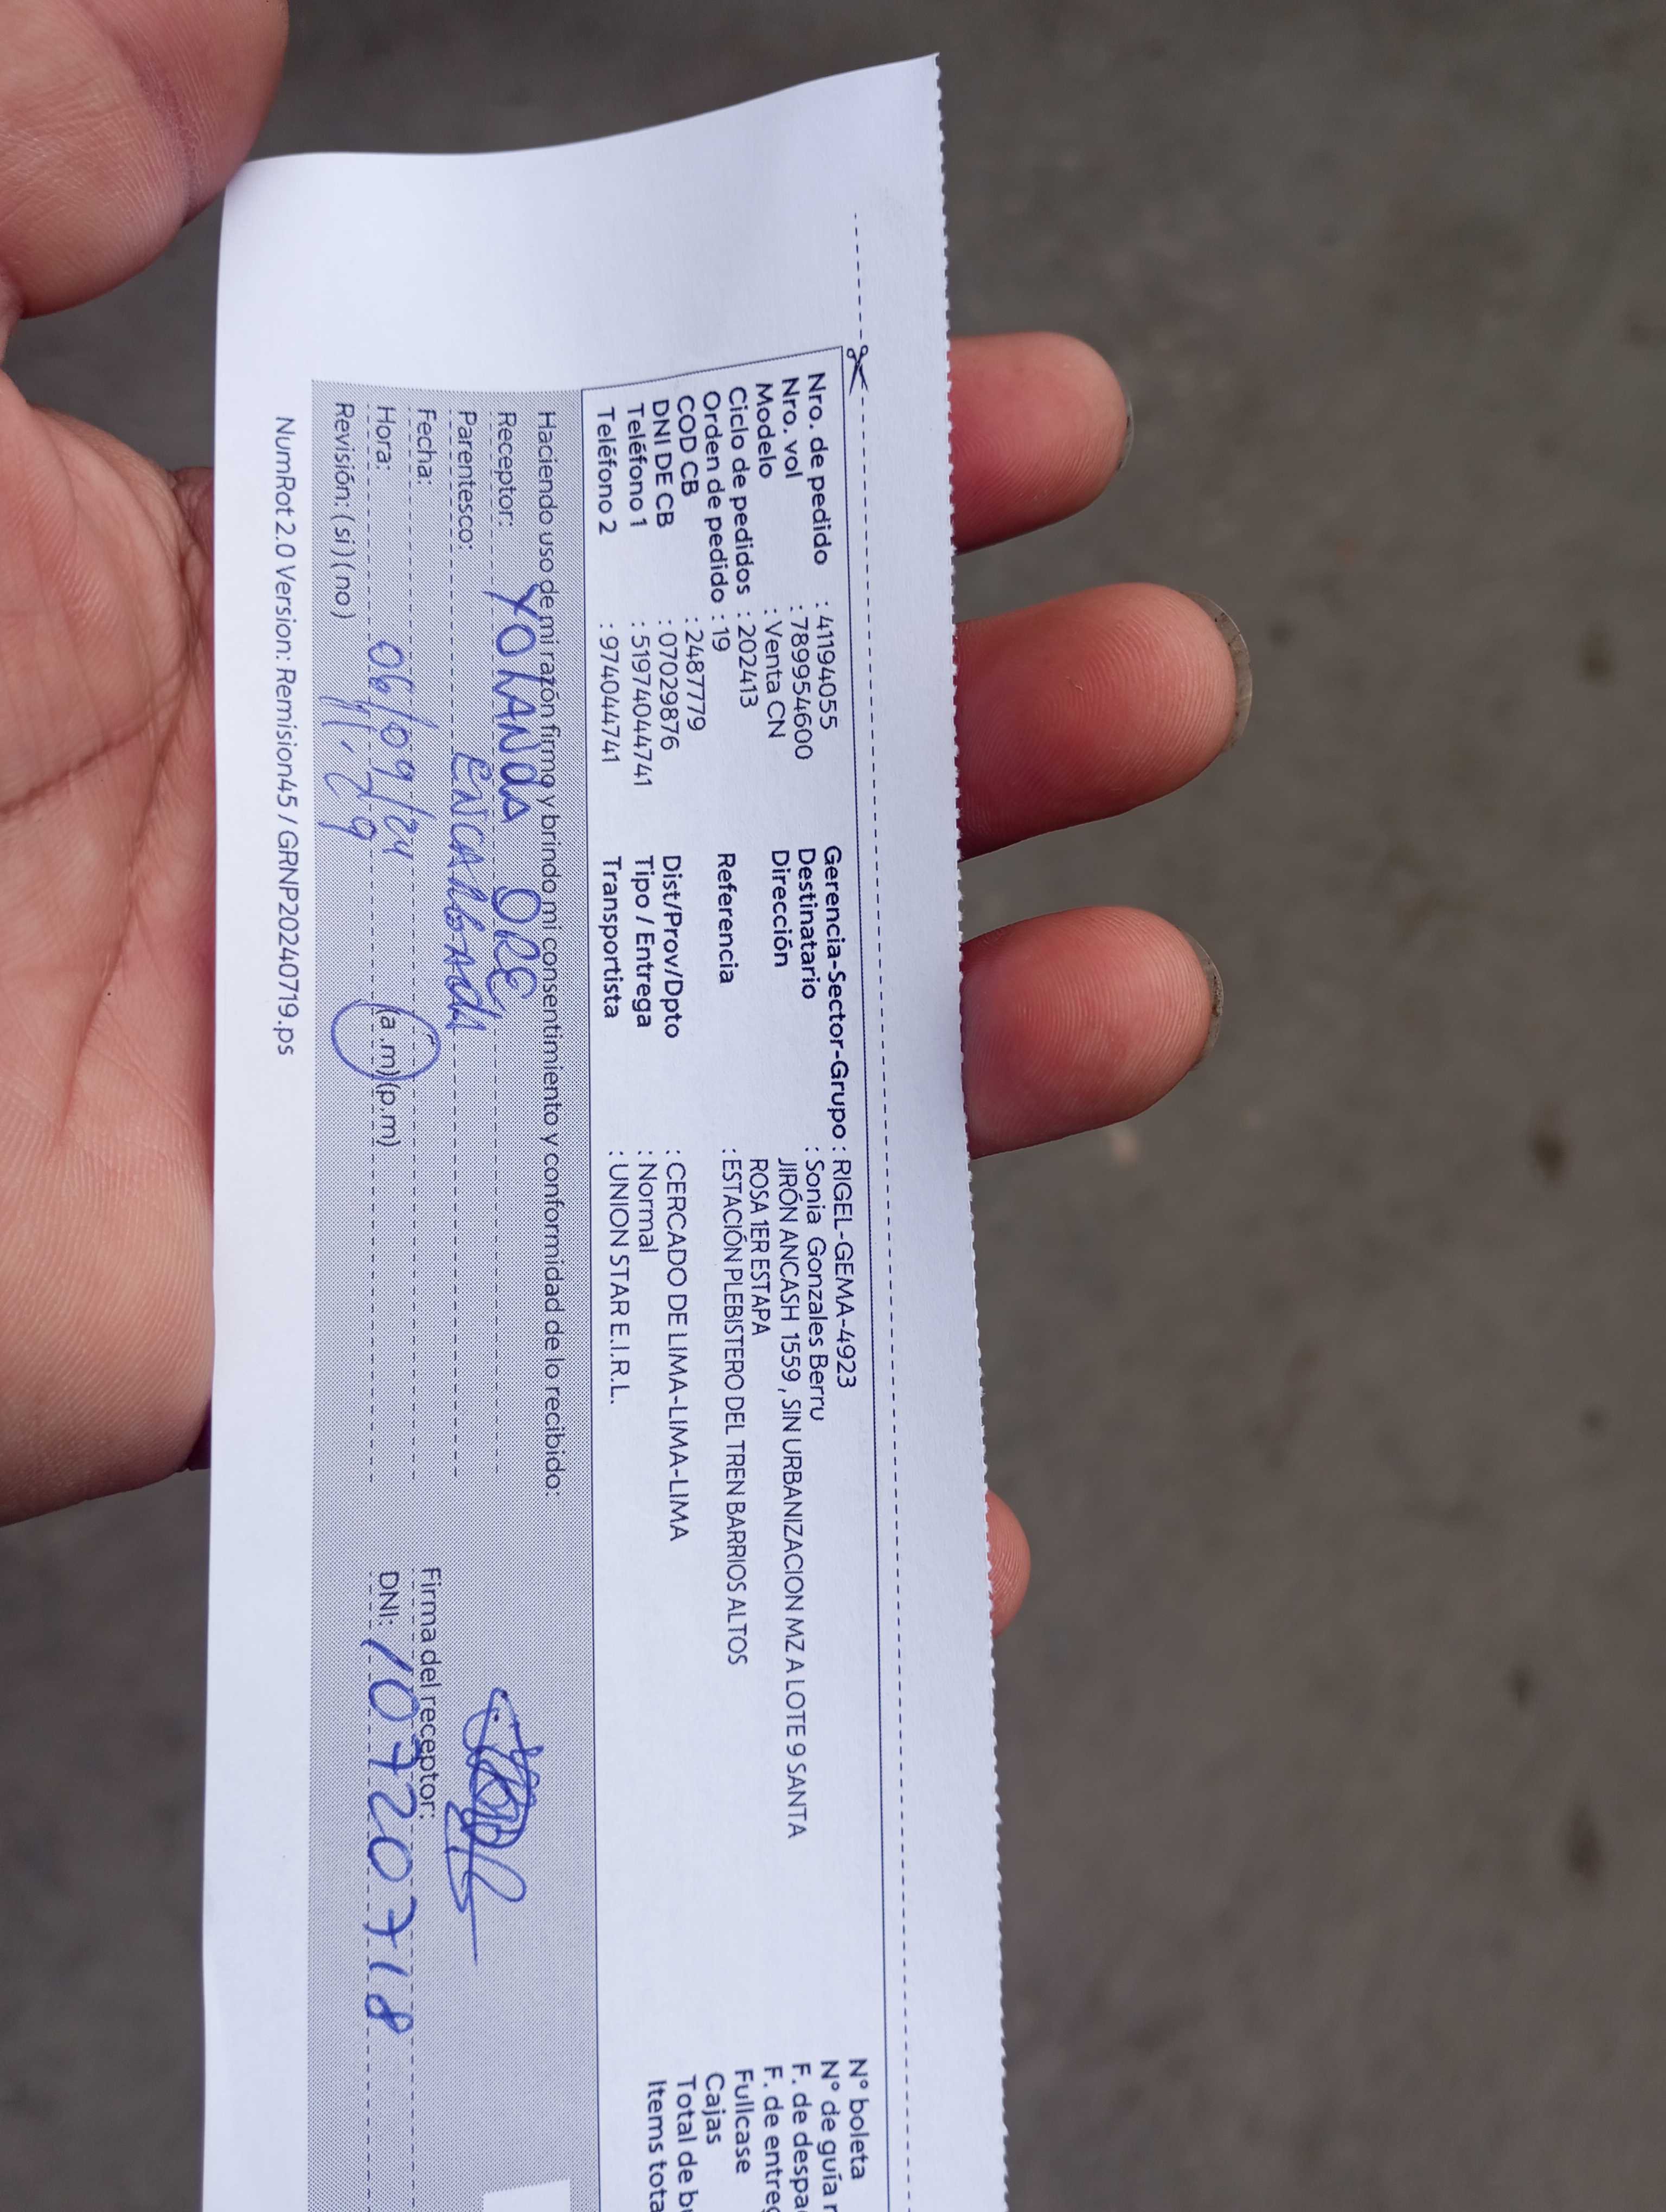 Nro. de pedido : 41194055
Nro. vol : 789954600
Modelo : Venta CN
Ciclo de pedidos : 202413
Orden de pedido : 19
COD CB : 2487779
DNI DE CB : 07029876
Teléfono 1 : 51974044741
Teléfono 2 : 974044741
Gerencia-Sector-Grupo : RIGEL-GEMA-4923
Destinatario : Sonia Gonzales Berru
Dirección JIRÓN ANCASH 1559 , SIN URBANIZACION MZ A LOTE 9 SANTA
ROSA 1ER ESTAPA
Referencia : ESTACIÓN PLEBISTERO DEL TREN BARRIOS ALTOS
Dist/Prov/Dpto : CERCADO DE LIMA-LIMA-LIMA
Tipo / Entrega : Normal
Transportista : UNION STAR E.I.R.L.
N° boleta
N° de guía r
F. de despa
F. de entreg
Fullcase
Cajas
Total de bu
Items tota
Haciendo uso de mi razón firmo y brindo mi consentimiento y conformidad de lo recibido:
Receptor: YOLANDA ORE
Parentesco: ENCARGADA
Fecha: 06/09/24
Hora: 11.29 (a.m)(p.m)
Revisión: (si) (no)
Firma del receptor:
DNI: 10720718
NumRot 2.0 Version: Remision45 / GRNP20240719.ps